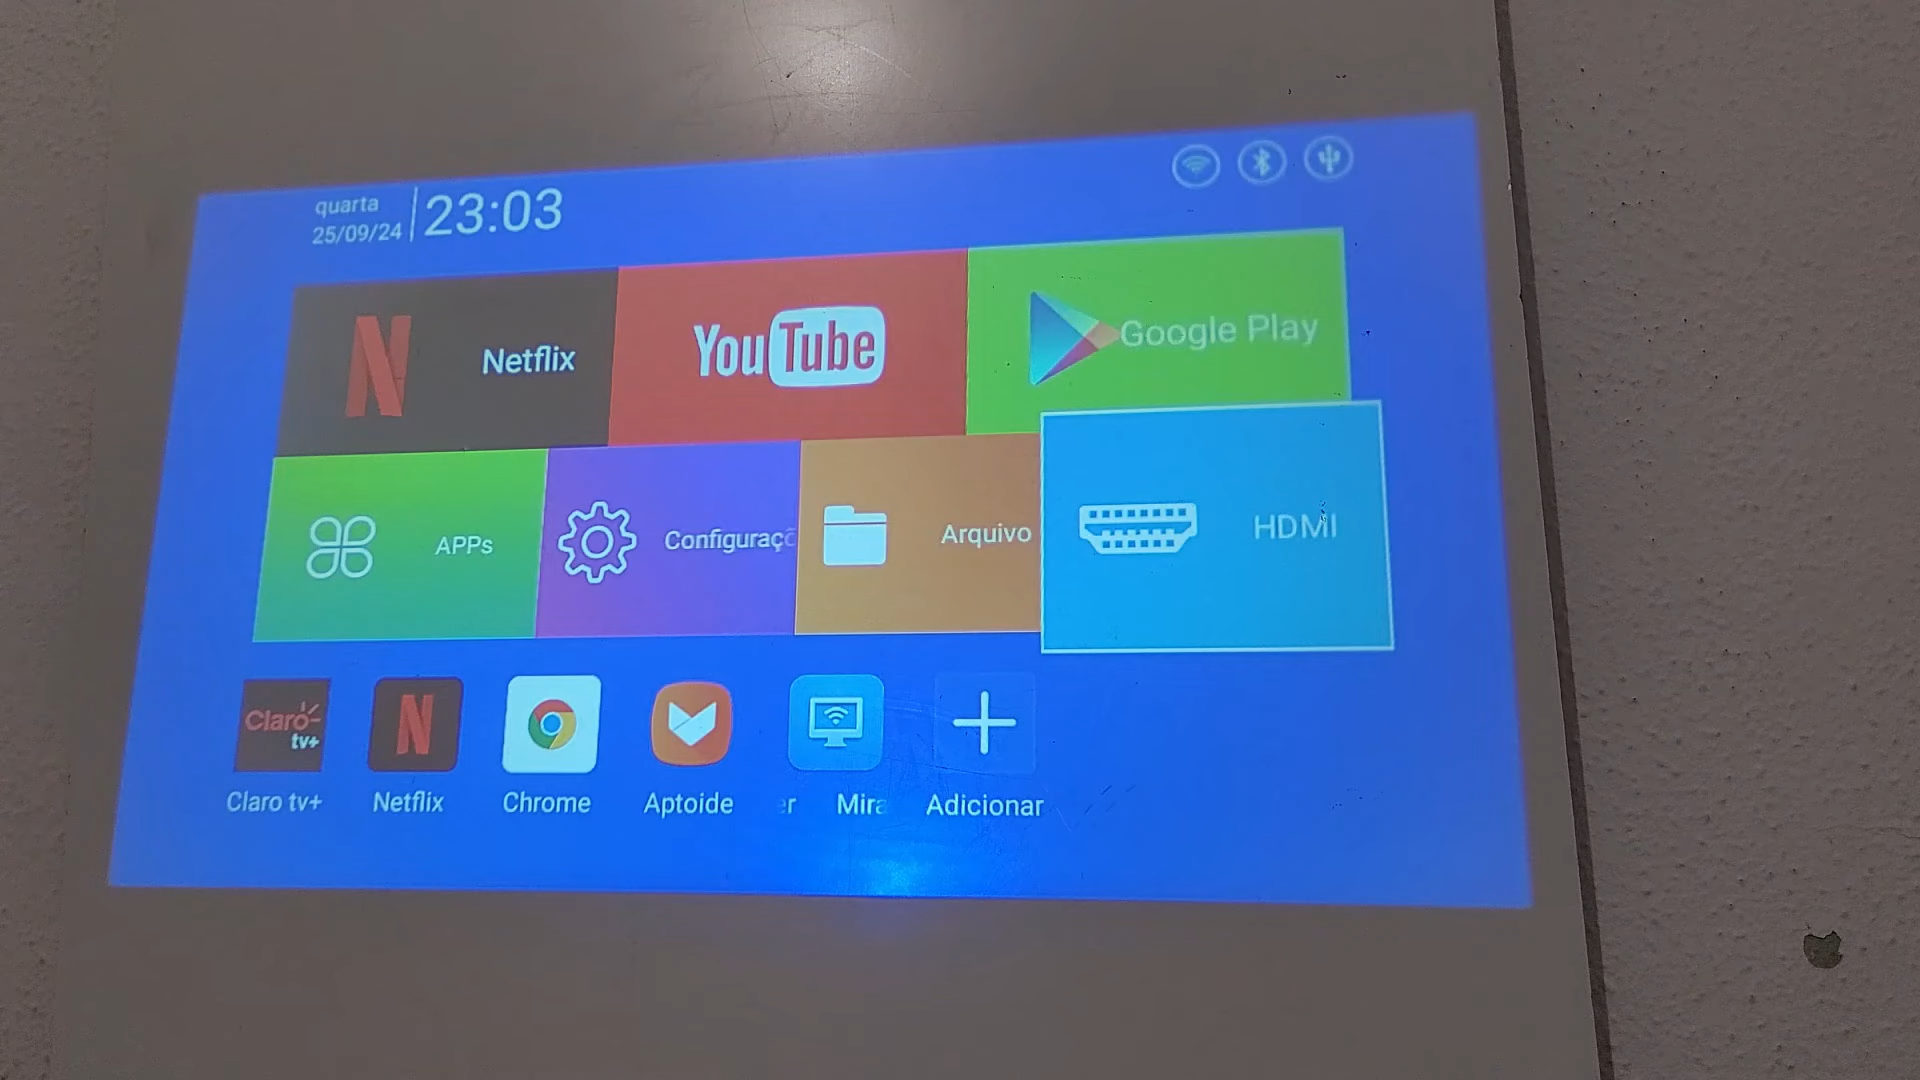 quarta
25/09/24
23:03
Netflix
YouTube
Google Play
APPs
Configuraçõ
Arquivo
HDMI
Claro-
tv+
Claro tv+
Netflix
Chrome
Aptoide
er Mira
Adicionar